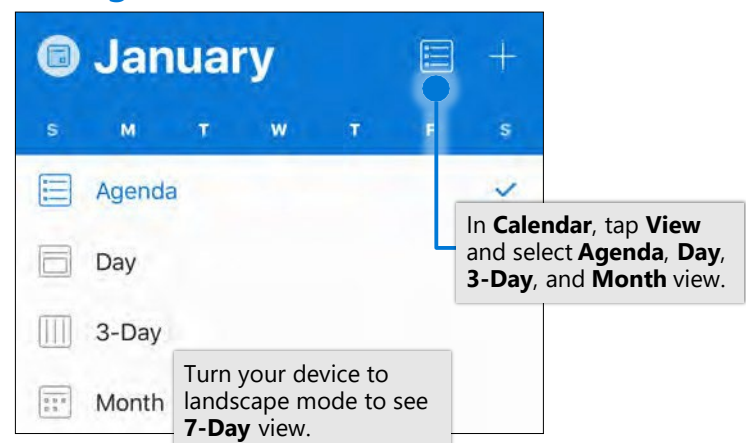 January
S M T W T F S
Agenda
In Calendar, tap View
and select Agenda, Day,
3-Day, and Month view.
Day
3-Day
Month
Turn your device to
landscape mode to see
7-Day view.